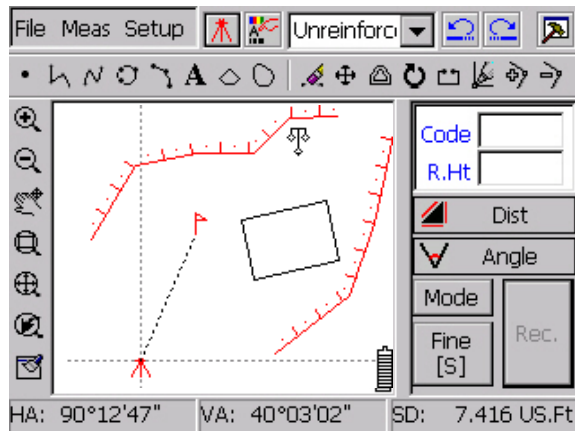 File Meas Setup Unreinforc
A
Code
R.Ht
Dist
Angle
Mode
Rec.
Fine
[S]
HA: 90°12'47" VA: 40°03'02" SD: 7.416 US.Ft